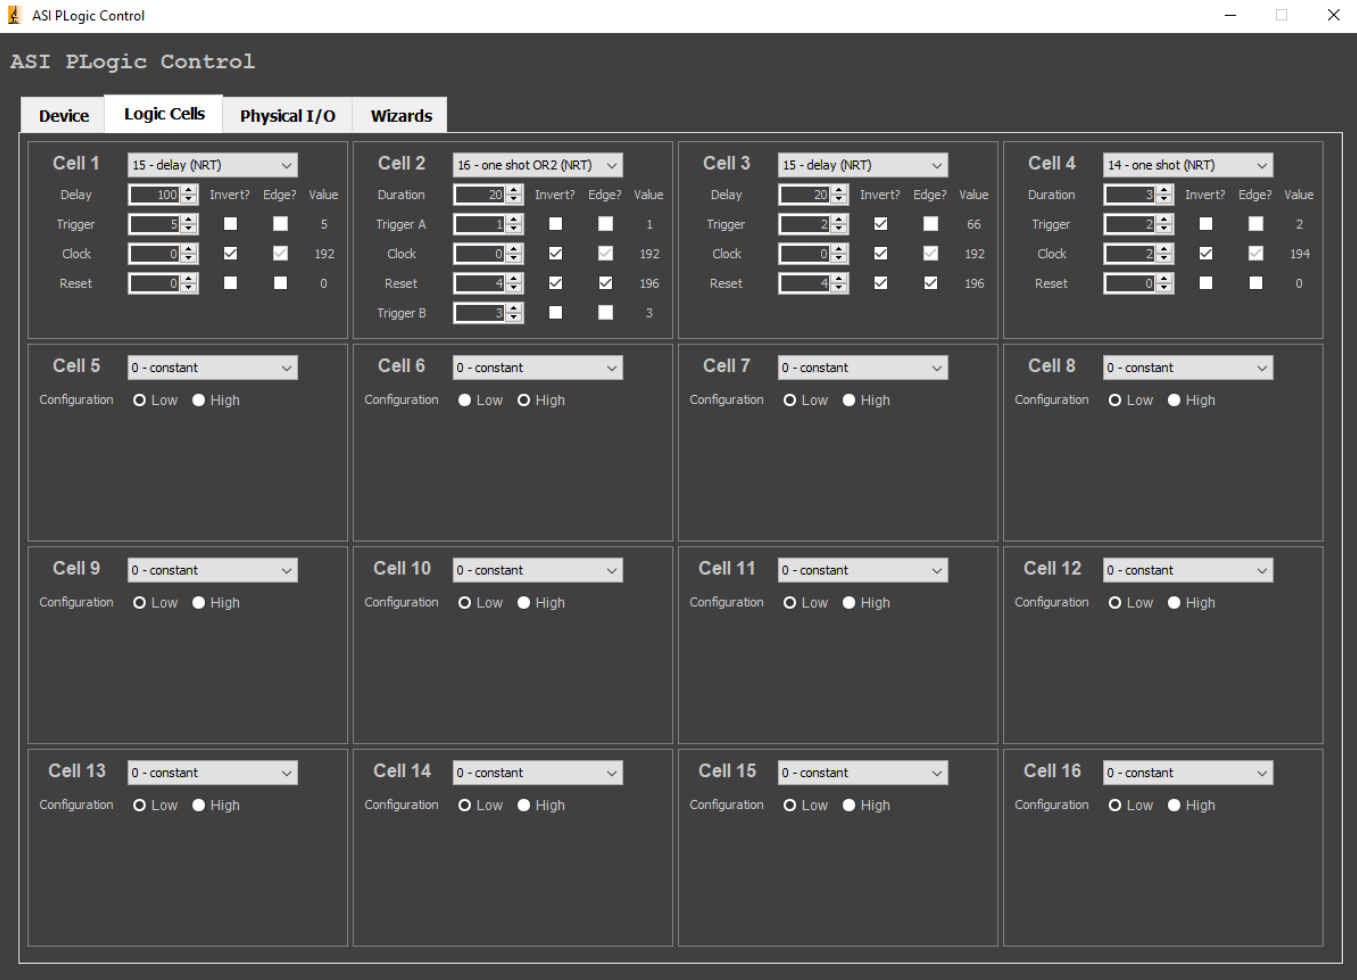 ASI PLogic Control
ASI PLogic Control
Device Logic Cells Physical I/O Wizards
Cell 1 15 - delay (NRT) Cell 2 16 - one shot OR2 (NRT) Cell 3 15 - delay (NRT) Cell 4 14 - one shot (NRT)
Delay 100 Invert? Edge? Value Duration 20 Invert? Edge? Value Delay 20 Invert? Edge? Value Duration 3 Invert? Edge? Value
Trigger 5 5 Trigger A 1 1 Trigger 2 66 Trigger 2 2
Clock 0 192 Clock 0 192 Clock 0 192 Clock 2 194
Reset 0 0 Reset 4 196 Reset 4 196 Reset 0 0
Trigger B 3 3
Cell 5 0 - constant Cell 6 0 - constant Cell 7 0 - constant Cell 8 0 - constant
Configuration Low High Configuration Low High Configuration Low High Configuration Low High
Cell 9 0 - constant Cell 10 0 - constant Cell 11 0 - constant Cell 12 0 - constant
Configuration Low High Configuration Low High Configuration Low High Configuration Low High
Cell 13 0 - constant Cell 14 0 - constant Cell 15 0 - constant Cell 16 0 - constant
Configuration Low High Configuration Low High Configuration Low High Configuration Low High